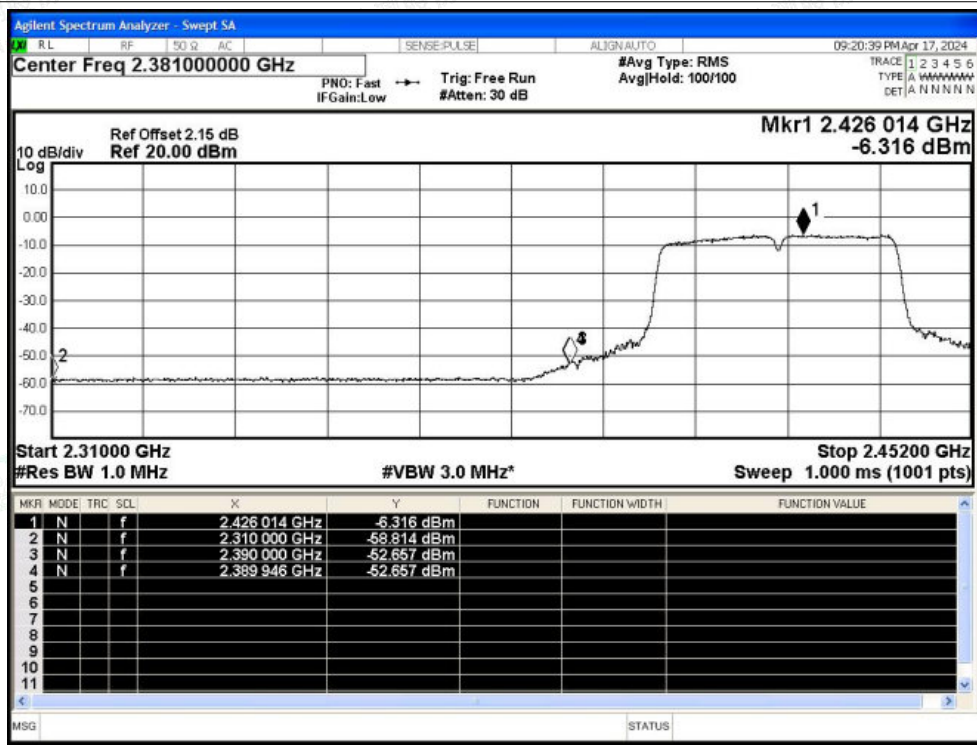 Agilent Spectrum Analyzer - Swept SA
LXI RL RF 50 Ω AC SENSE:PULSE ALIGNAUTO 09:20:39 PM Apr 17, 2024
Center Freq 2.381000000 GHz
PNO: Fast
IFGain:Low
Trig: Free Run
#Atten: 30 dB
#Avg Type: RMS
Avg|Hold: 100/100
TRACE 1 2 3 4 5 6
TYPE A WWWWW
DET A N N N N N
Mkr1 2.426 014 GHz
-6.316 dBm
Ref Offset 2.15 dB
10 dB/div Ref 20.00 dBm
Log
10.0
0.00
-10.0
-20.0
-30.0
-40.0
-50.0
-60.0
-70.0
1
2
4
Start 2.31000 GHz Stop 2.45200 GHz
#Res BW 1.0 MHz #VBW 3.0 MHz* Sweep 1.000 ms (1001 pts)
MKR MODE TRC SCL X Y FUNCTION FUNCTION WIDTH FUNCTION VALUE
1 N f 2.426 014 GHz -6.316 dBm
2 N f 2.310 000 GHz -58.814 dBm
3 N f 2.390 000 GHz -52.657 dBm
4 N f 2.389 946 GHz -52.657 dBm
5
6
7
8
9
10
11
MSG STATUS